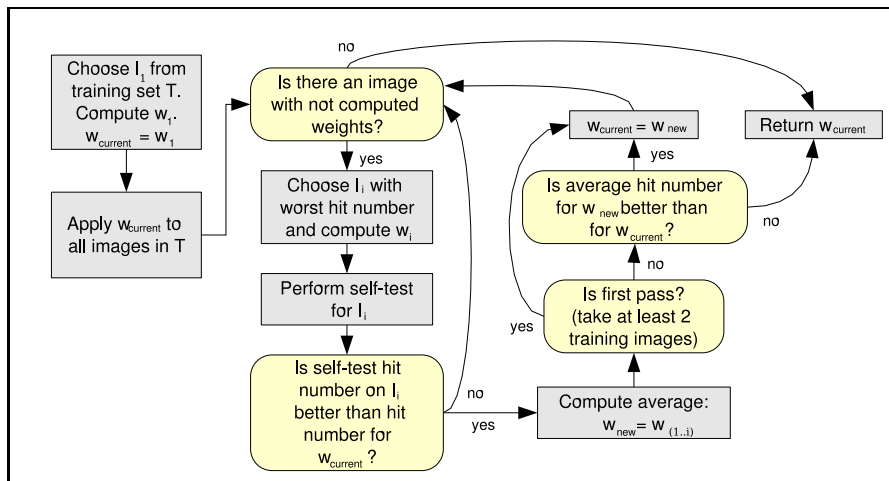 Choose I1 from
training set T.
Compute w1.
wcurrent = w1
Apply wcurrent to
all images in T
no
Is there an image
with not computed
weights?
yes
Choose Ii with
worst hit number
and compute wi
Perform self-test
for Ii
Is self-test hit
number on Ii
better than hit
number for
wcurrent ?
no
yes
Compute average:
wnew= w(1..i)
Is first pass?
(take at least 2
training images)
yes
no
Is average hit number
for wnew better than
for wcurrent?
yes
no
wcurrent = wnew
Return wcurrent